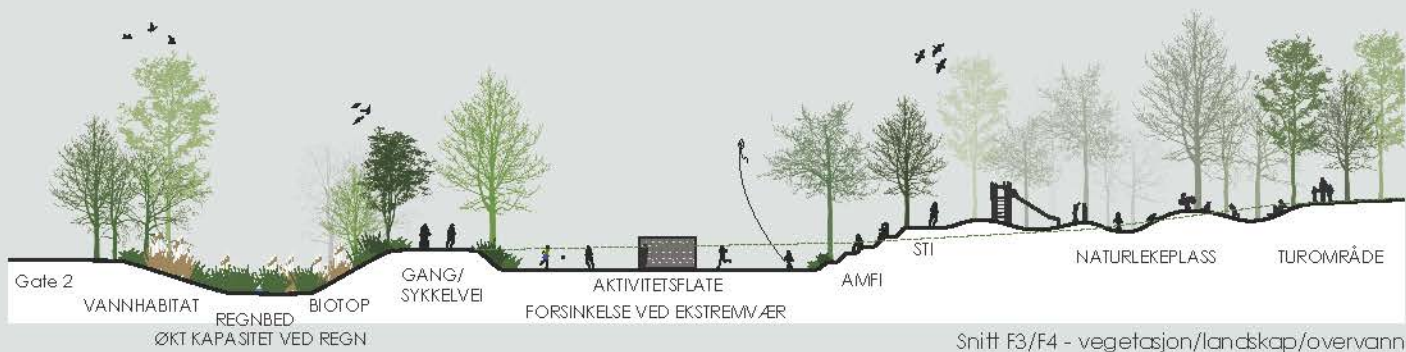 Gate 2
VANNHABITAT
REGNBED
BIOTOP
ØKT KAPASITET VED REGN
GANG/
SYKKELVEI
AKTIVITETSFLATE
FORSINKELSE VED EKSTREMVÆR
AMFI
STI
NATURLEKEPLASS
TUROMRÅDE
Snitt F3/F4 - vegetasjon/landskap/overvann